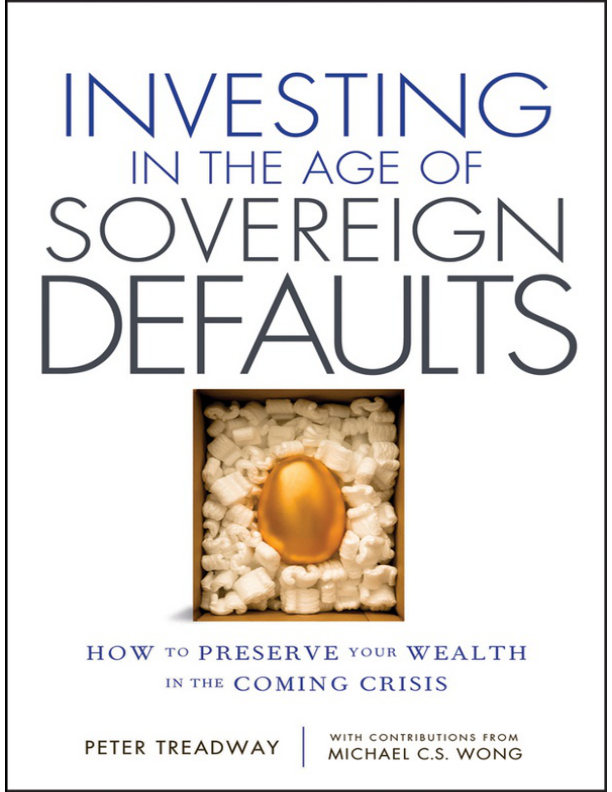 INVESTING
IN THE AGE OF
SOVEREIGN
DEFAULTS
HOW TO PRESERVE YOUR WEALTH
IN THE COMING CRISIS
PETER TREADWAY
WITH CONTRIBUTIONS FROM
MICHAEL C.S. WONG